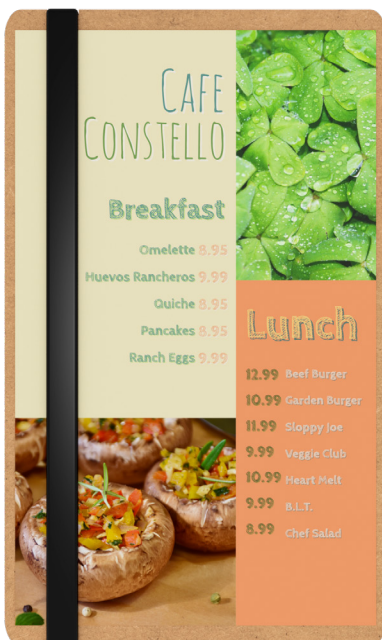 Cafe
Constello
Breakfast
Omelette 8.95
Huevos Rancheros 9.99
Quiche 8.95
Pancakes 8.95
Ranch Eggs 9.99
Lunch
12.99 Beef Burger
10.99 Garden Burger
11.99 Sloppy Joe
9.99 Veggie Club
10.99 Heart Melt
9.99 B.L.T.
8.99 Chef Salad